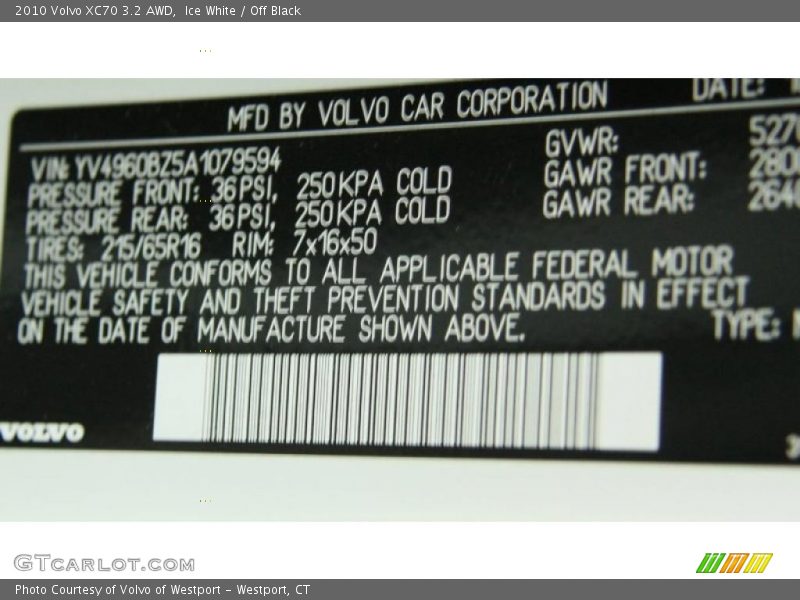 2010 Volvo XC70 3.2 AWD, Ice White / Off Black
MFD BY VOLVO CAR CORPORATION DATE:
VIN: YV4960BZ5A1079594 GVWR:
PRESSURE FRONT: 36 PSI, 250 KPA COLD GAWR FRONT:
PRESSURE REAR: 36 PSI, 250 KPA COLD GAWR REAR:
TIRES: 215/65R16 RIM: 7x16x50
THIS VEHICLE CONFORMS TO ALL APPLICABLE FEDERAL MOTOR
VEHICLE SAFETY AND THEFT PREVENTION STANDARDS IN EFFECT
ON THE DATE OF MANUFACTURE SHOWN ABOVE. TYPE:
VOLVO
GTCARLOT.COM
Photo Courtesy of Volvo of Westport - Westport, CT